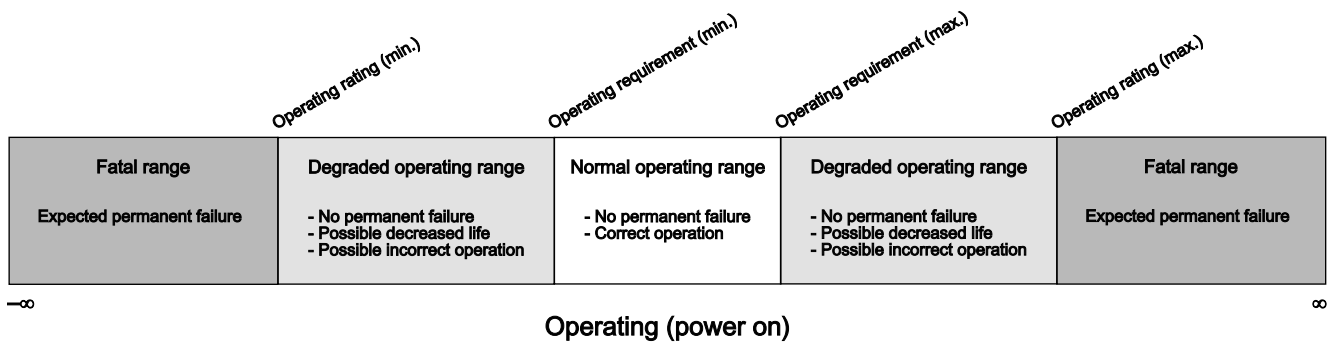 Operating rating (min.)
Operating requirement (min.)
Operating requirement (max.)
Operating rating (max.)
Fatal range
Expected permanent failure
Degraded operating range
- No permanent failure
- Possible decreased life
- Possible incorrect operation
Normal operating range
- No permanent failure
- Correct operation
Degraded operating range
- No permanent failure
- Possible decreased life
- Possible incorrect operation
Fatal range
Expected permanent failure
–∞
∞
Operating (power on)